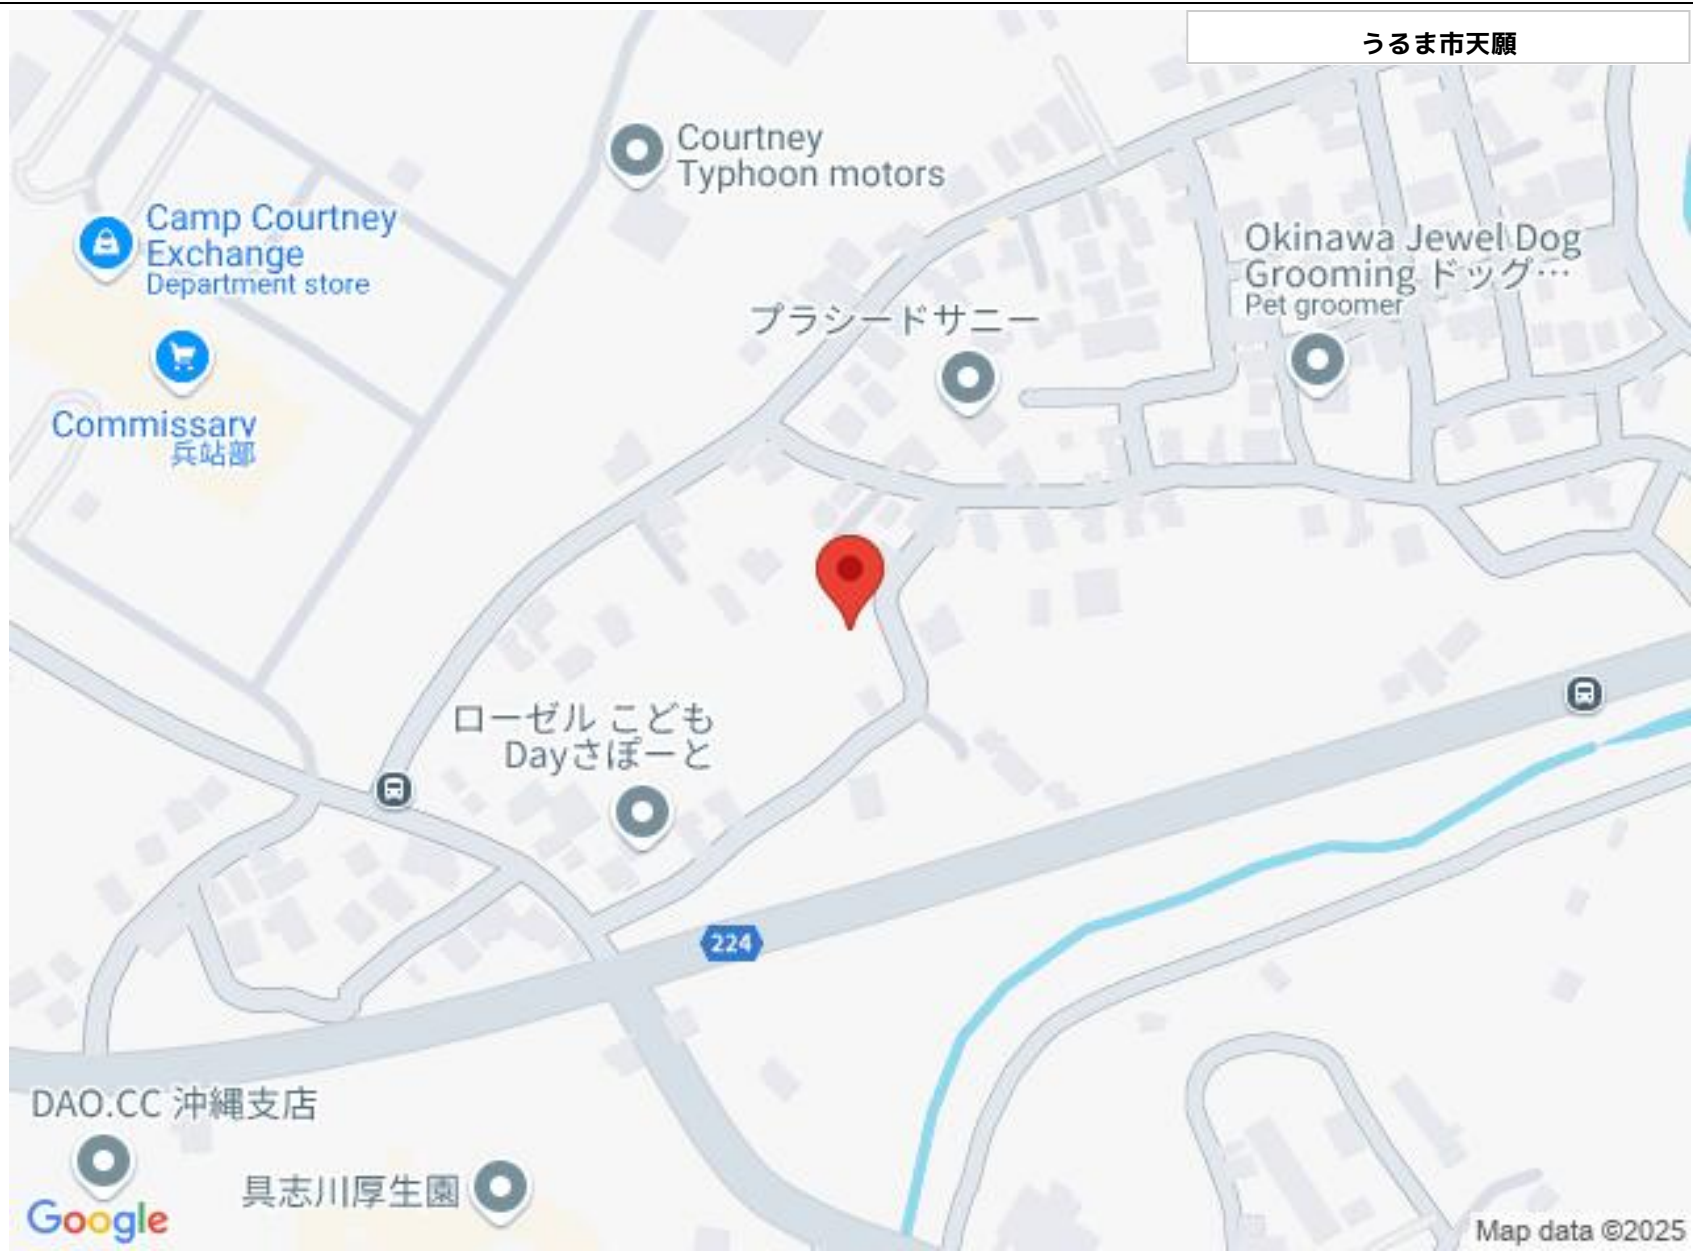 うるま市天願
Courtney
Typhoon motors
Camp Courtney
Exchange
Department store
Okinawa Jewel Dog
Grooming ドッグ…
Pet groomer
プラシードサニー
Commissary
兵站部
ローゼル こども
Dayさぽーと
224
DAO.CC 沖縄支店
具志川厚生園
Google
Map data ©2025